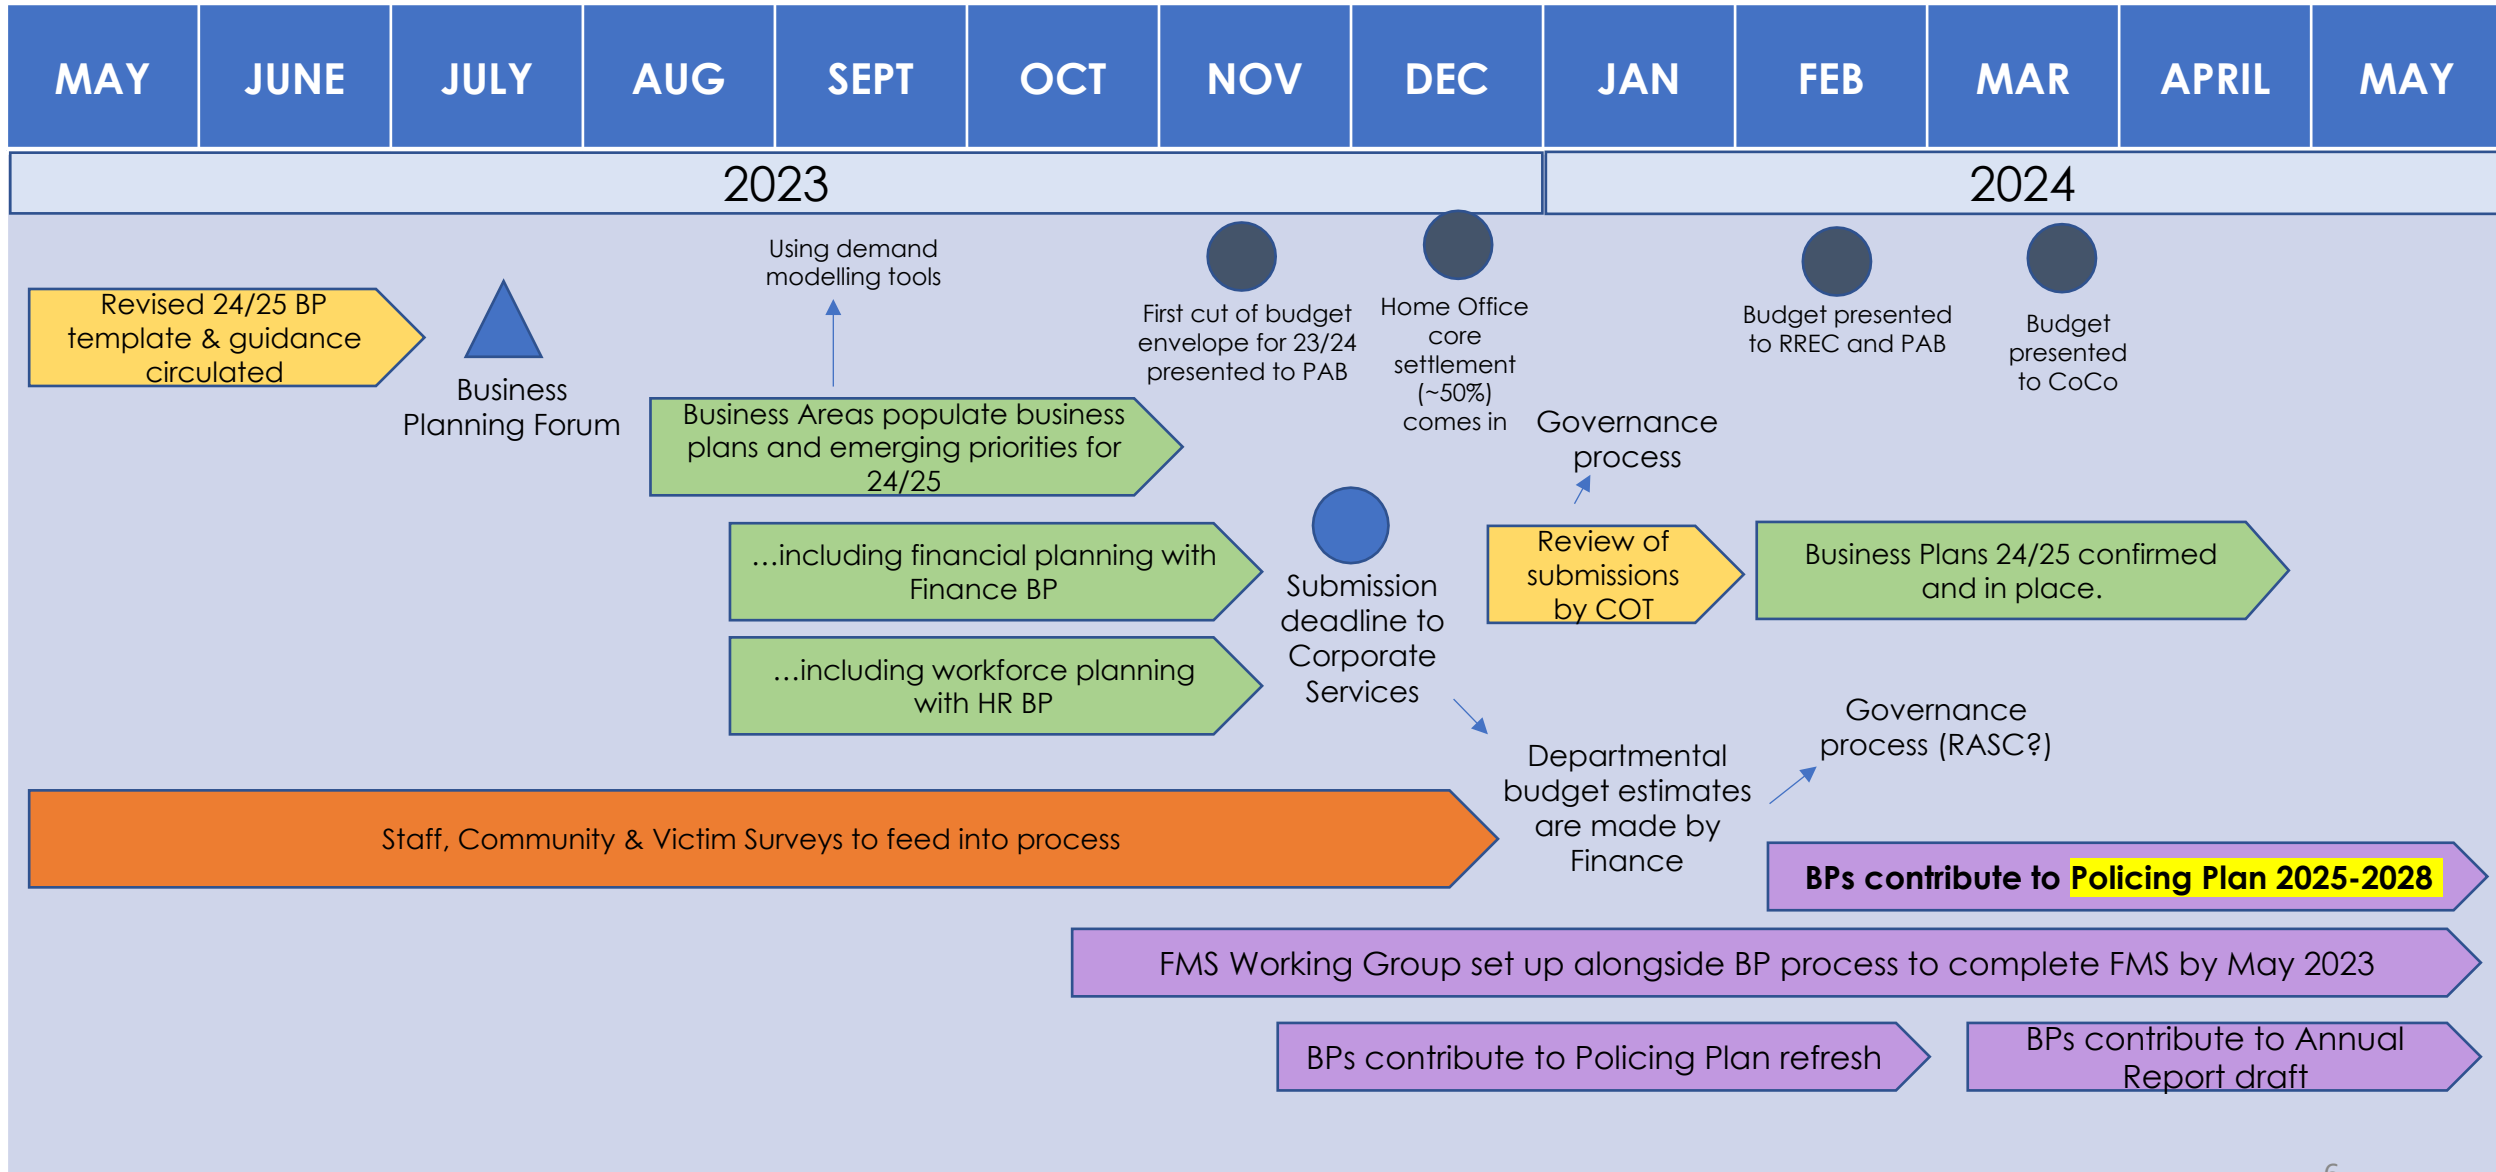 MAY JUNE JULY AUG SEPT OCT NOV DEC JAN FEB MAR APRIL MAY
2023 2024
Revised 24/25 BP
template & guidance
circulated
Business
Planning Forum
Using demand
modelling tools
Business Areas populate business
plans and emerging priorities for
24/25
…including financial planning with
Finance BP
…including workforce planning
with HR BP
First cut of budget
envelope for 23/24
presented to PAB
Home Office
core
settlement
(~50%)
comes in
Submission
deadline to
Corporate
Services
Governance
process
Review of
submissions
by COT
Budget presented
to RREC and PAB
Budget
presented
to CoCo
Business Plans 24/25 confirmed
and in place.
Departmental
budget estimates
are made by
Finance
Governance
process (RASC?)
Staff, Community & Victim Surveys to feed into process
BPs contribute to Policing Plan 2025-2028
FMS Working Group set up alongside BP process to complete FMS by May 2023
BPs contribute to Policing Plan refresh
BPs contribute to Annual
Report draft